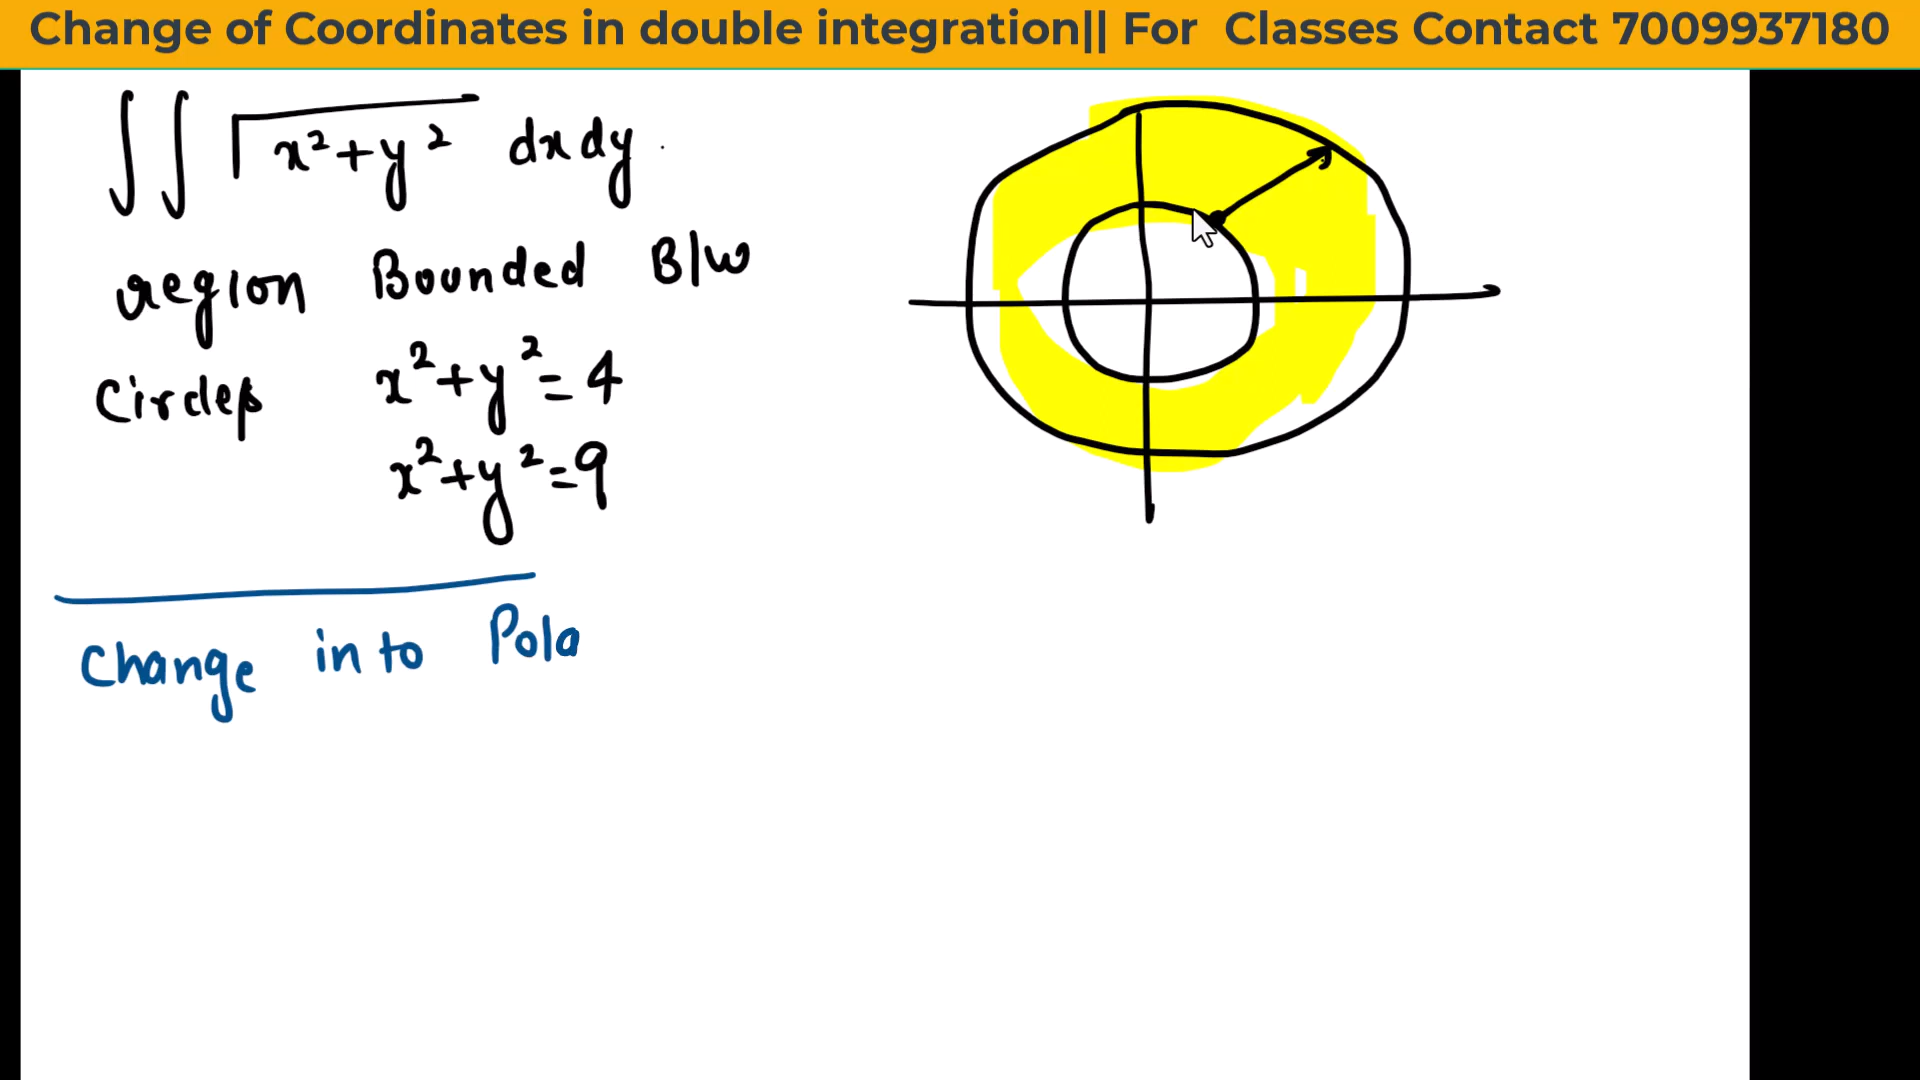 Change of Coordinates in double integration|| For Classes Contact 7009937180
∫∫ √x²+y² dxdy.
region Bounded B/w
Circles x²+y²=4
x²+y²=9
Change into Pola